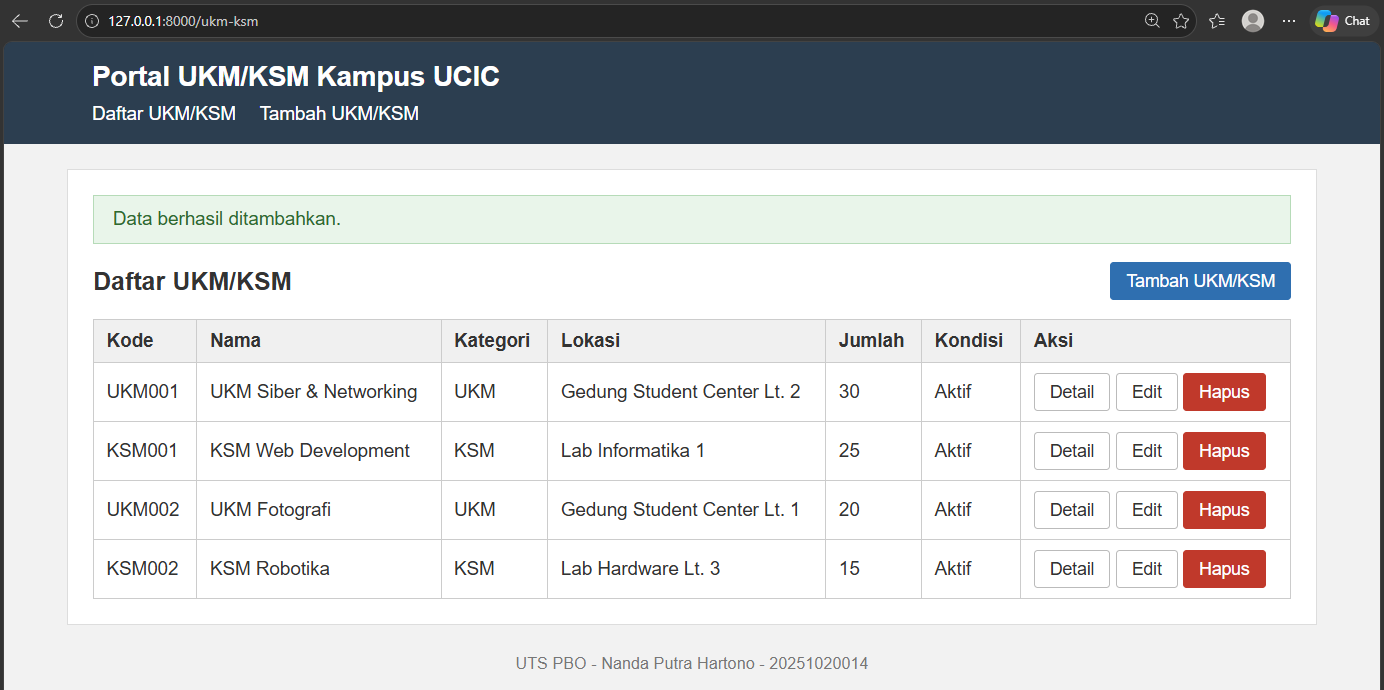 127.0.0.1:8000/ukm-ksm
Chat
Portal UKM/KSM Kampus UCIC
Daftar UKM/KSM Tambah UKM/KSM
Data berhasil ditambahkan.
Daftar UKM/KSM Tambah UKM/KSM
Kode Nama Kategori Lokasi Jumlah Kondisi Aksi
UKM001 UKM Siber & Networking UKM Gedung Student Center Lt. 2 30 Aktif Detail Edit Hapus
KSM001 KSM Web Development KSM Lab Informatika 1 25 Aktif Detail Edit Hapus
UKM002 UKM Fotografi UKM Gedung Student Center Lt. 1 20 Aktif Detail Edit Hapus
KSM002 KSM Robotika KSM Lab Hardware Lt. 3 15 Aktif Detail Edit Hapus
UTS PBO - Nanda Putra Hartono - 20251020014